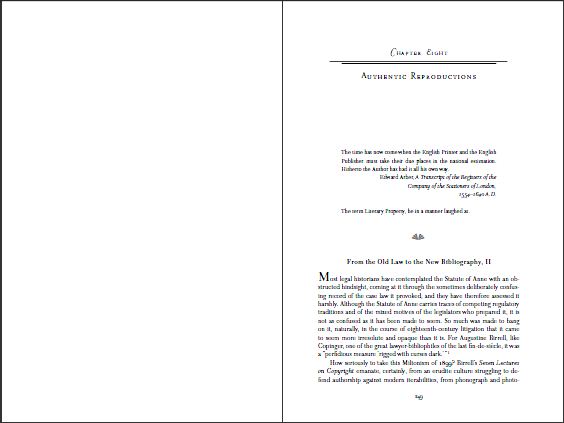 Chapter Eight
Authentic Reproductions
The time has now come when the English Printer and the English
Publisher must take their due places in the national estimation.
Hitherto the Author has had it all his own way.
Edward Arber, A Transcript of the Registers of the
Company of the Stationers of London,
1554–1640 A.D.
The term Literary Property, he in a manner laughed at.
From the Old Law to the New Bibliography, II
Most legal historians have contemplated the Statute of Anne with an ob-
structed hindsight, coming at it through the sometimes deliberately confus-
ing record of the case law it provoked, and they have therefore assessed it
harshly. Although the Statute of Anne carries traces of competing regulatory
traditions and of the mixed motives of the legislators who prepared it, it is
not as confused as it has been made to seem. So much was made to hang
on it, naturally, in the course of eighteenth-century litigation that it came
to seem more irresolute and opaque than it is. For Augustine Birrell, like
Copinger, one of the great lawyer-bibliophiles of the last fin-de-siècle, it was
a "perfidious measure 'rigged with curses dark.'"1
How seriously to take this Miltonism of 1899? Birrell's Seven Lectures
on Copyright emanate, certainly, from an erudite culture struggling to de-
fend authorship against modern iterabilities, from phonograph and photo-
249